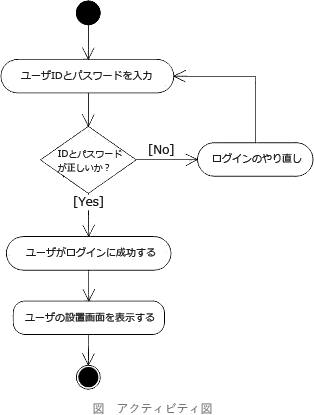 ユーザIDとパスワードを入力
IDとパスワード
が正しいか？
[No]
ログインのやり直し
[Yes]
ユーザがログインに成功する
ユーザの設置画面を表示する
図　アクティビティ図